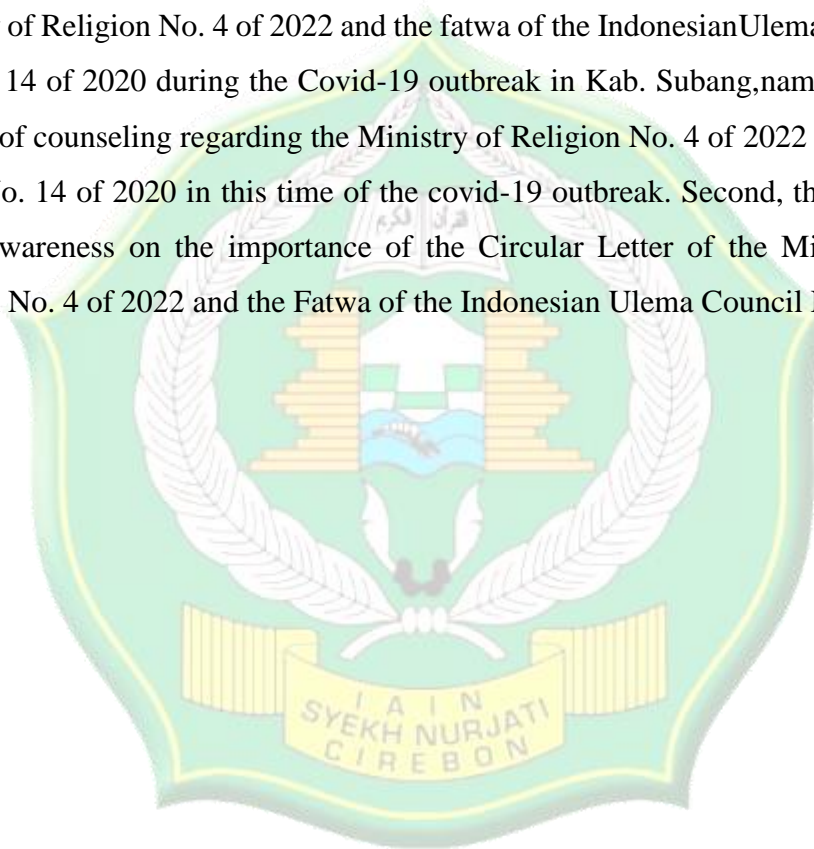 of Religion No. 4 of 2022 and the fatwa of the IndonesianUlema
14 of 2020 during the Covid-19 outbreak in Kab. Subang,nam
of counseling regarding the Ministry of Religion No. 4 of 2022
o. 14 of 2020 in this time of the covid-19 outbreak. Second, th
wareness on the importance of the Circular Letter of the Mi
No. 4 of 2022 and the Fatwa of the Indonesian Ulema Council
القرآن الكريم
I A I N
SYEKH NURJATI
CIREBON